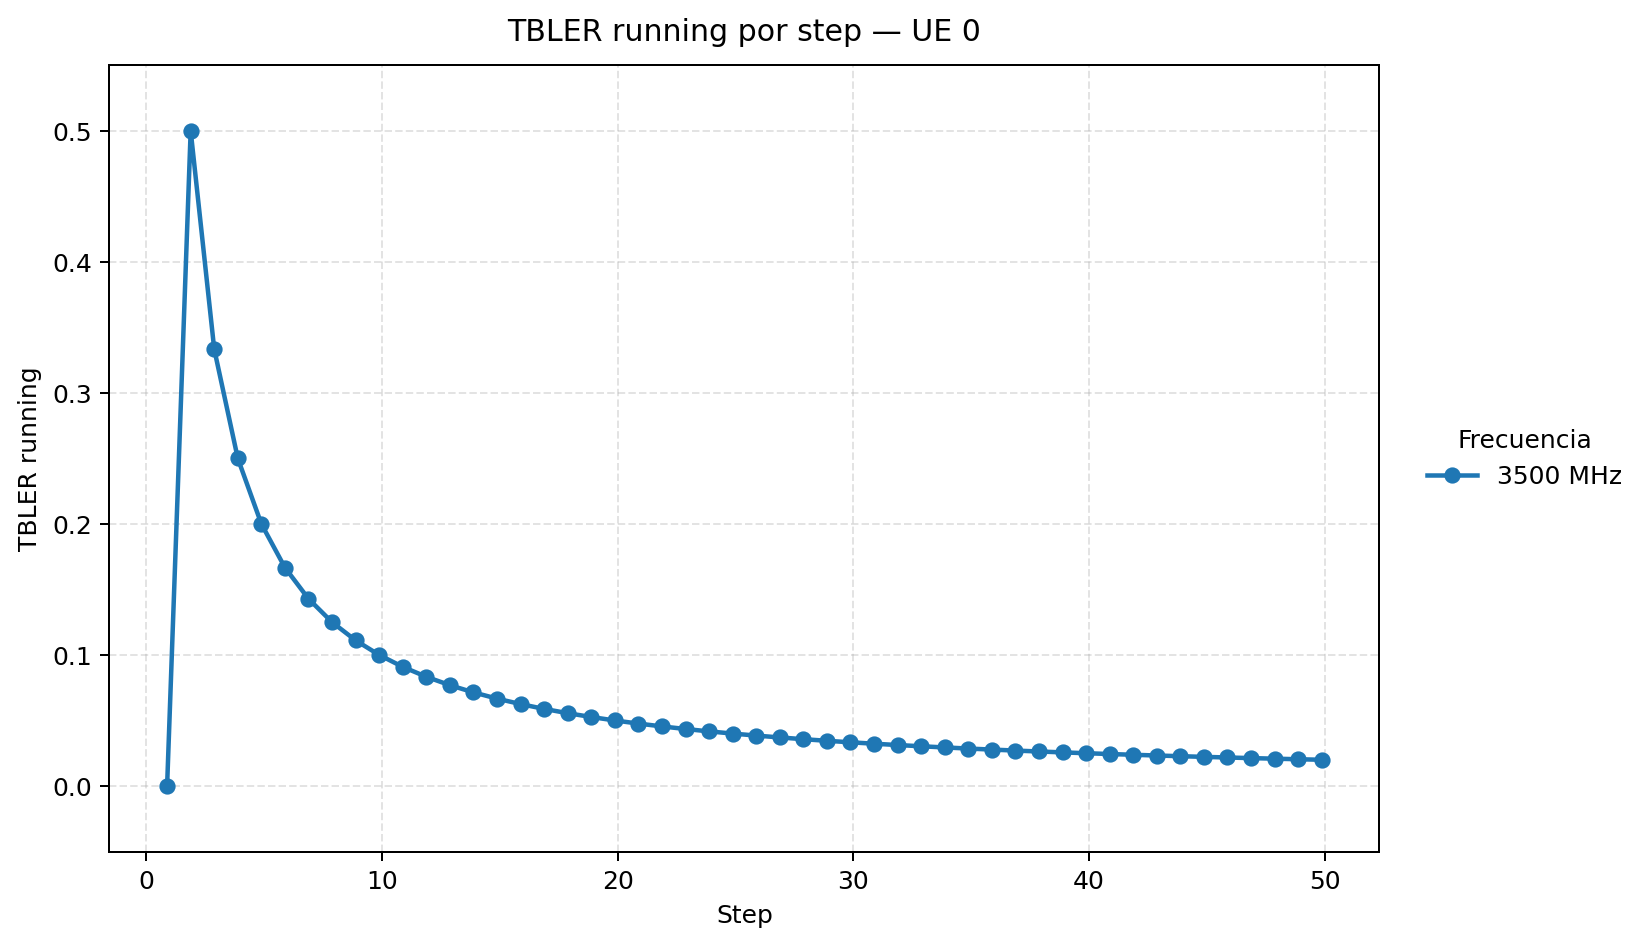 TBLER running por step — UE 0
0.5
0.4
0.3
0.2
0.1
0.0
TBLER running
0 10 20 30 40 50
Step
Frecuencia
3500 MHz